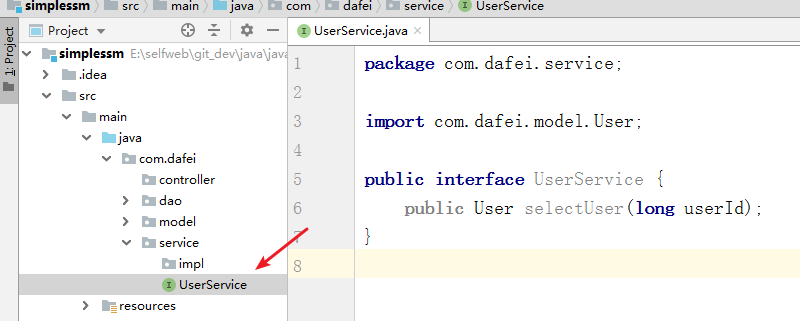 simplessm src main java com dafei service UserService
1: Project
Project
simplessm E:\selfweb\git_dev\java\java
.idea
src
main
java
com.dafei
controller
dao
model
service
impl
UserService
resources
UserService.java
1 package com.dafei.service;
2
3 import com.dafei.model.User;
4
5 public interface UserService {
6 public User selectUser(long userId);
7 }
8